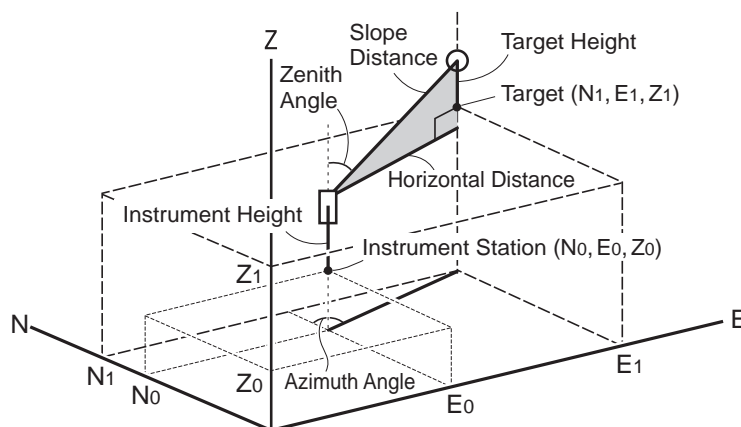 Z
Slope
Distance
Target Height
Zenith
Angle
Target (N1, E1, Z1)
Horizontal Distance
Instrument Height
Instrument Station (N0, E0, Z0)
Z1
N
E
N1
N0
Z0
Azimuth Angle
E0
E1